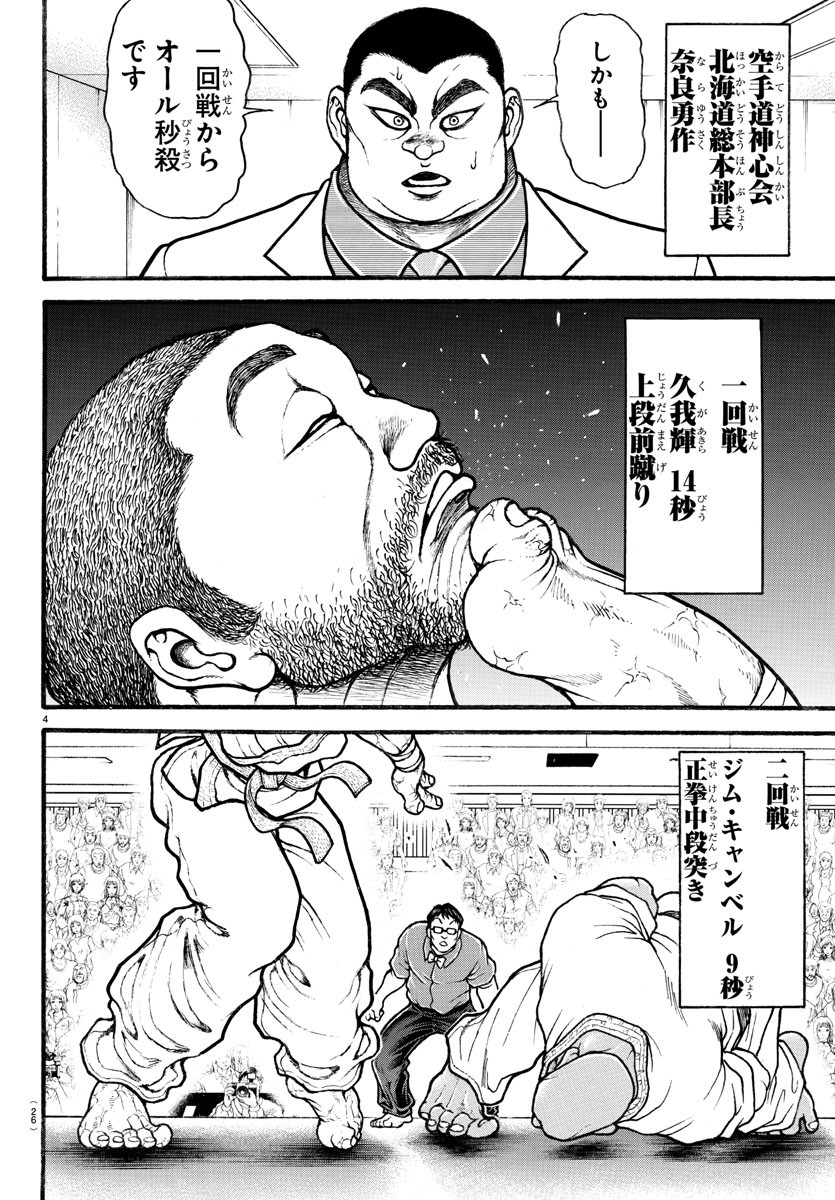 空手道神心会
北海道総本部長
奈良勇作
しかも──
一回戦から
オール秒殺
です
一回戦
久我輝 14秒
上段前蹴り
4
二回戦
ジム・キャンベル 9秒
正拳中段突き
(26)